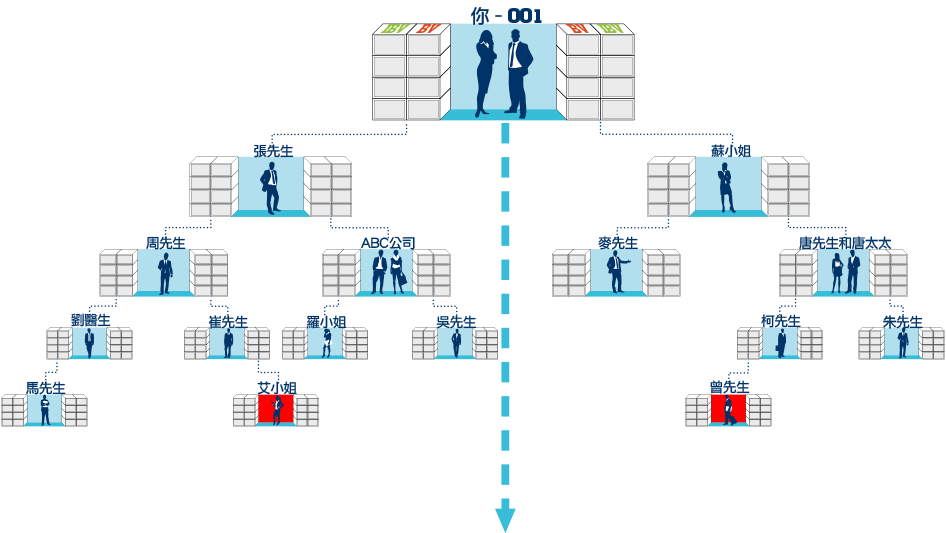 你 - 001
IBV BV BV IBV
張先生
蘇小姐
周先生
ABC公司
麥先生
唐先生和唐太太
劉醫生
崔先生
羅小姐
吳先生
柯先生
朱先生
馬先生
艾小姐
曾先生